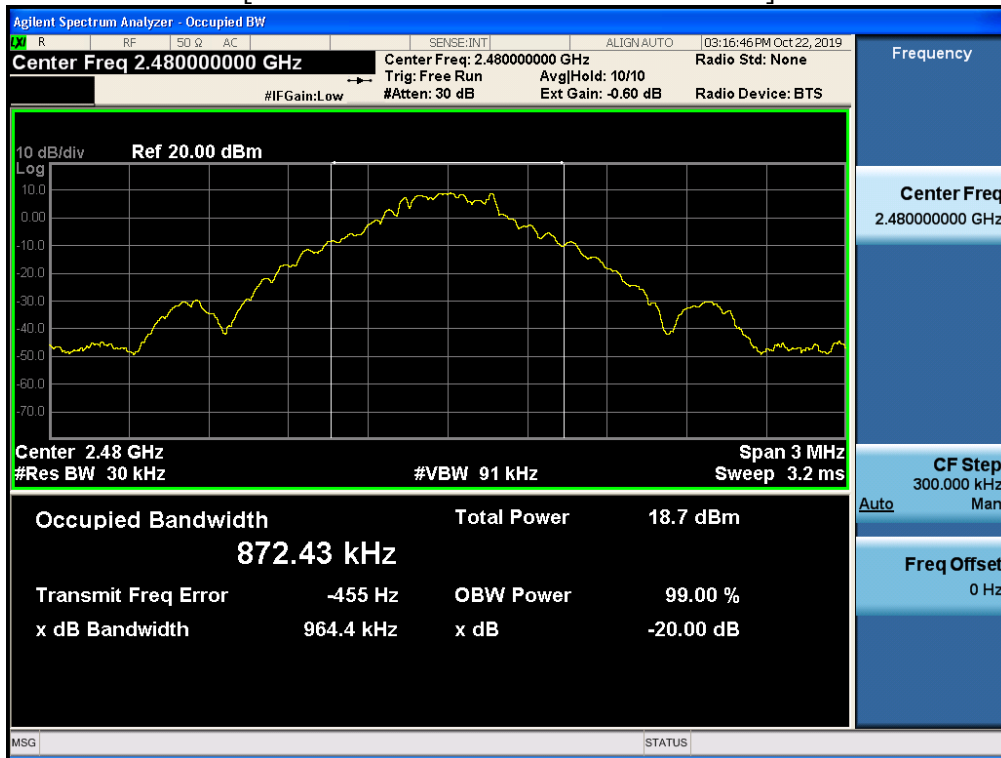 Agilent Spectrum Analyzer - Occupied BW
LXI R RF 50 Ω AC SENSE:INT ALIGN AUTO 03:16:46 PM Oct 22, 2019
Center Freq 2.480000000 GHz Center Freq: 2.480000000 GHz Radio Std: None
Trig: Free Run Avg|Hold: 10/10
#IFGain:Low #Atten: 30 dB Ext Gain: -0.60 dB Radio Device: BTS
Frequency
10 dB/div Ref 20.00 dBm
Log
10.0
0.00
-10.0
-20.0
-30.0
-40.0
-50.0
-60.0
-70.0
Center 2.48 GHz Span 3 MHz
#Res BW 30 kHz #VBW 91 kHz Sweep 3.2 ms
Occupied Bandwidth Total Power 18.7 dBm
872.43 kHz
Transmit Freq Error -455 Hz OBW Power 99.00 %
x dB Bandwidth 964.4 kHz x dB -20.00 dB
Center Freq
2.480000000 GHz
CF Step
300.000 kHz
Auto Man
Freq Offset
0 Hz
MSG STATUS